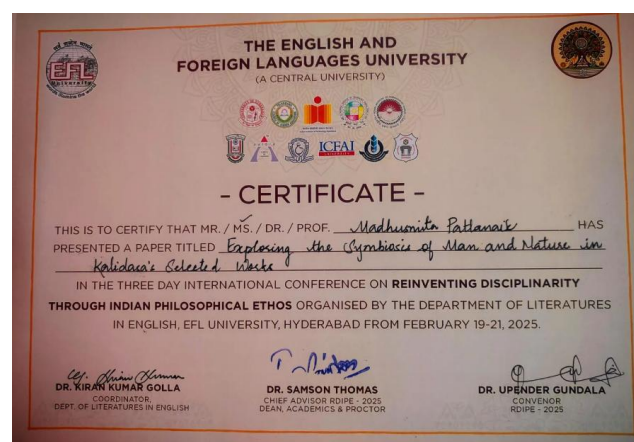 THE ENGLISH AND
FOREIGN LANGUAGES UNIVERSITY
(A CENTRAL UNIVERSITY)
EFL
University
ICFAI
- CERTIFICATE -
THIS IS TO CERTIFY THAT MR. / MS. / DR. / PROF. Madhusmita Pattanaik HAS
PRESENTED A PAPER TITLED Exploring the Symbiosis of Man and Nature in
Kalidasa's Selected Works
IN THE THREE DAY INTERNATIONAL CONFERENCE ON REINVENTING DISCIPLINARITY
THROUGH INDIAN PHILOSOPHICAL ETHOS ORGANISED BY THE DEPARTMENT OF LITERATURES
IN ENGLISH, EFL UNIVERSITY, HYDERABAD FROM FEBRUARY 19-21, 2025.
DR. KIRAN KUMAR GOLLA
COORDINATOR,
DEPT. OF LITERATURES IN ENGLISH
DR. SAMSON THOMAS
CHIEF ADVISOR RDIPE - 2025
DEAN, ACADEMICS & PROCTOR
DR. UPENDER GUNDALA
CONVENOR
RDIPE - 2025